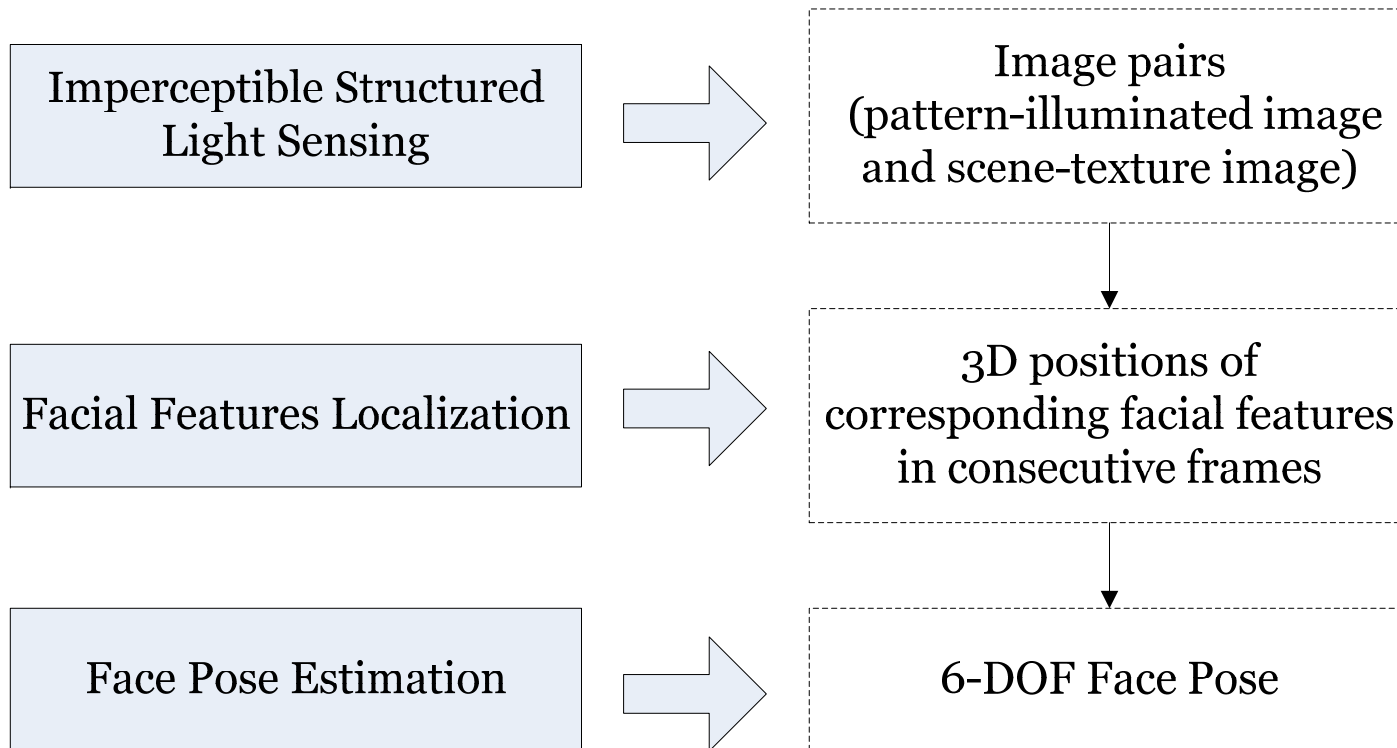 Imperceptible Structured
Light Sensing
Image pairs
(pattern-illuminated image
and scene-texture image)
Facial Features Localization
3D positions of
corresponding facial features
in consecutive frames
Face Pose Estimation
6-DOF Face Pose